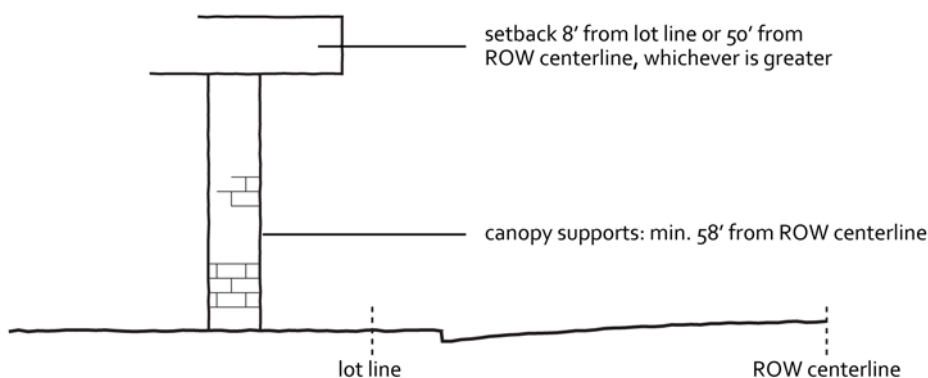 setback 8' from lot line or 50' from
ROW centerline, whichever is greater
canopy supports: min. 58' from ROW centerline
lot line
ROW centerline